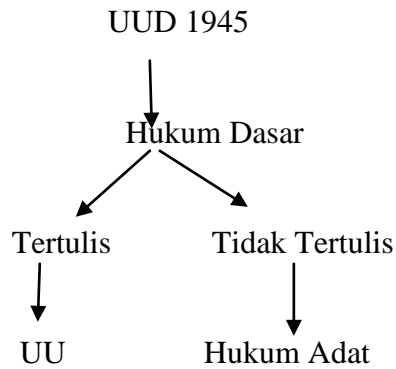 UUD 1945
Hukum Dasar
Tertulis Tidak Tertulis
UU Hukum Adat